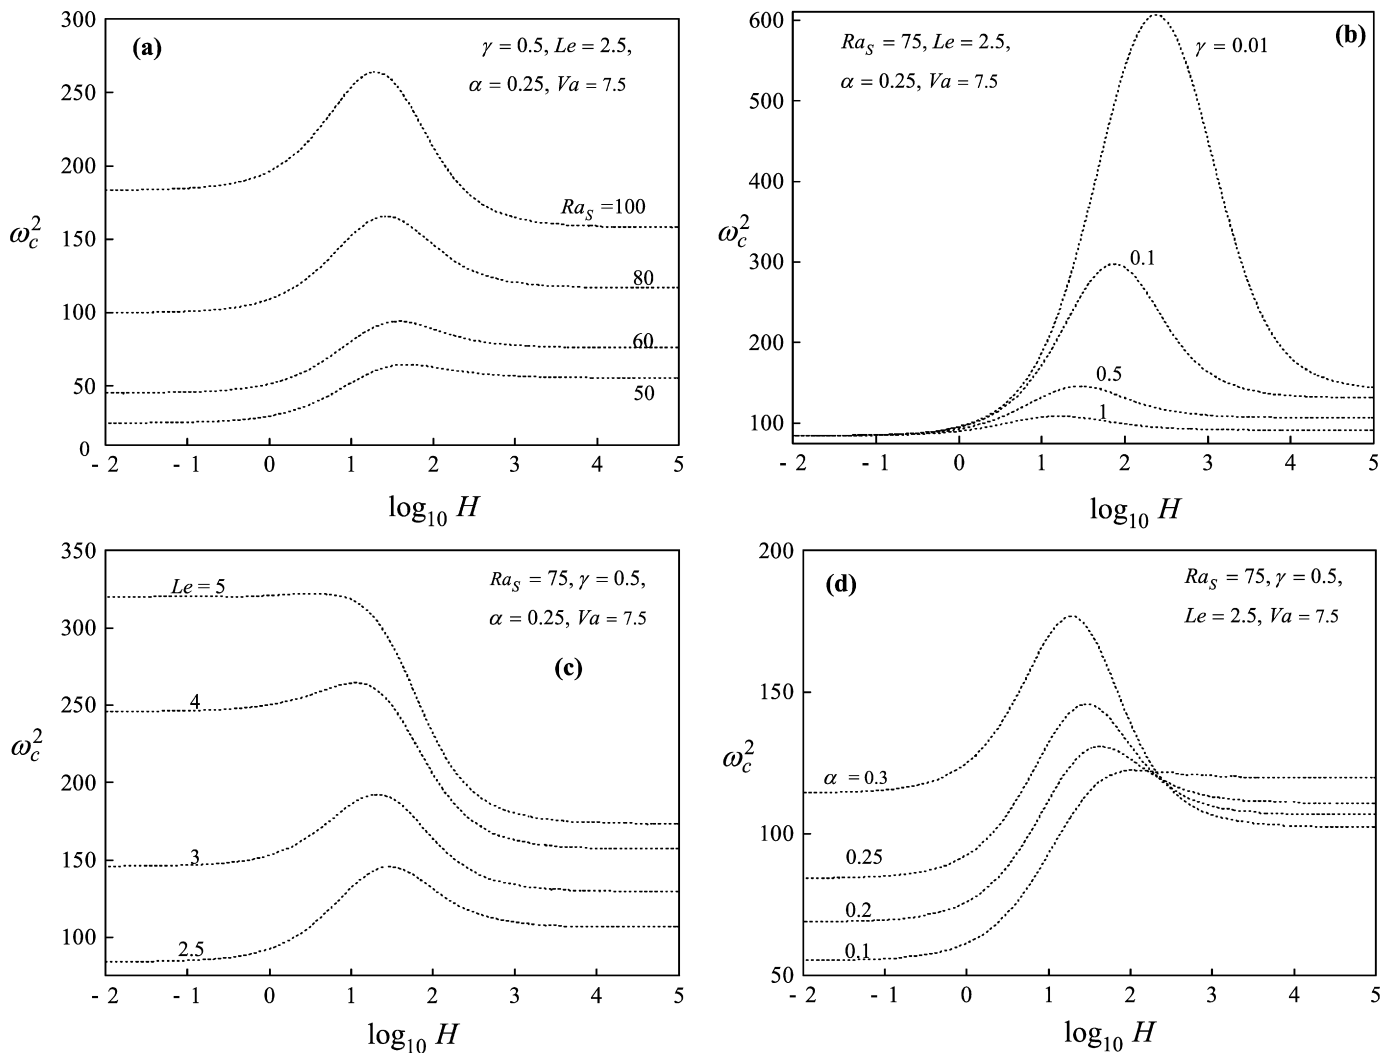 (a)
γ = 0.5, Le = 2.5,
α = 0.25, Va = 7.5
300
250
200
150
100
50
0
ω_c^2
Ra_S =100
80
60
50
- 2 - 1 0 1 2 3 4 5
log_10 H
(b)
Ra_S = 75, Le = 2.5,
α = 0.25, Va = 7.5
γ = 0.01
600
500
400
300
200
100
ω_c^2
0.1
0.5
1
- 2 - 1 0 1 2 3 4 5
log_10 H
(c)
Ra_S = 75, γ = 0.5,
α = 0.25, Va = 7.5
350
300
250
200
150
100
ω_c^2
Le = 5
4
3
2.5
- 2 - 1 0 1 2 3 4 5
log_10 H
(d)
Ra_S = 75, γ = 0.5,
Le = 2.5, Va = 7.5
200
150
100
50
ω_c^2
α = 0.3
0.25
0.2
0.1
- 2 - 1 0 1 2 3 4 5
log_10 H